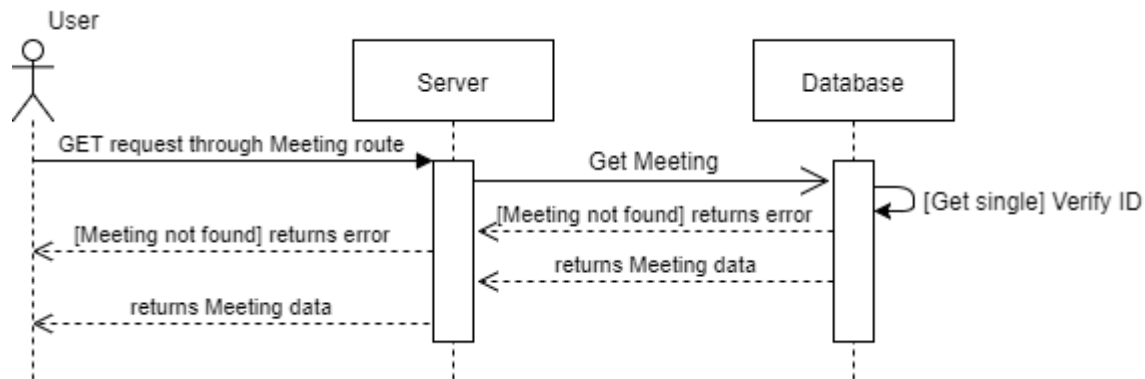 User
Server
Database
GET request through Meeting route
Get Meeting
[Get single] Verify ID
[Meeting not found] returns error
[Meeting not found] returns error
returns Meeting data
returns Meeting data